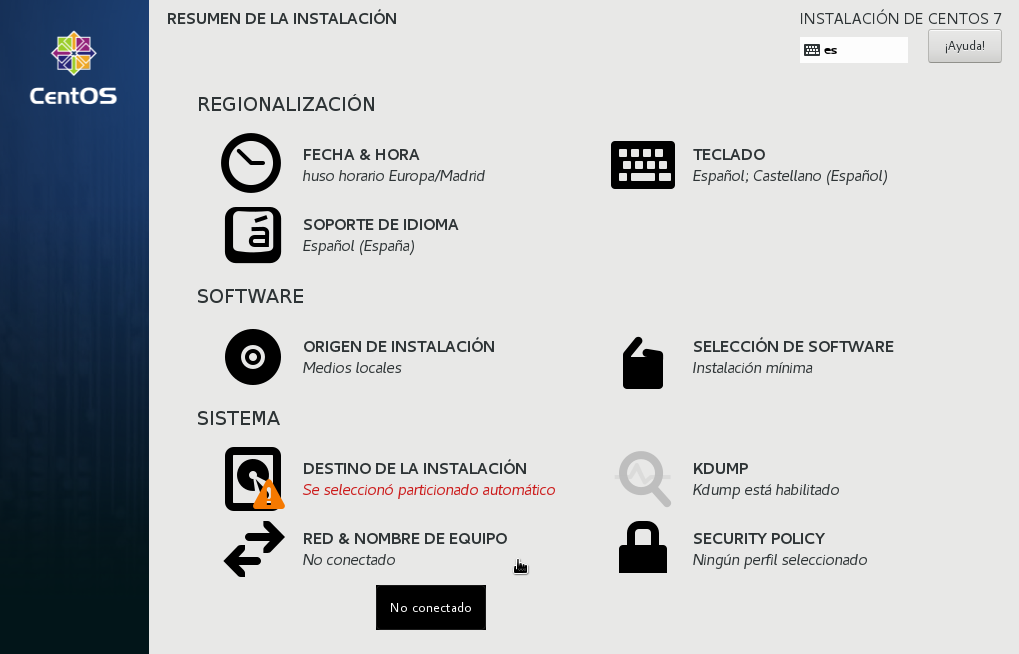 RESUMEN DE LA INSTALACIÓN
INSTALACIÓN DE CENTOS 7
es
¡Ayuda!
CentOS
REGIONALIZACIÓN
FECHA & HORA
huso horario Europa/Madrid
TECLADO
Español; Castellano (Español)
SOPORTE DE IDIOMA
Español (España)
SOFTWARE
ORIGEN DE INSTALACIÓN
Medios locales
SELECCIÓN DE SOFTWARE
Instalación mínima
SISTEMA
DESTINO DE LA INSTALACIÓN
Se seleccionó particionado automático
KDUMP
Kdump está habilitado
RED & NOMBRE DE EQUIPO
No conectado
SECURITY POLICY
Ningún perfil seleccionado
No conectado